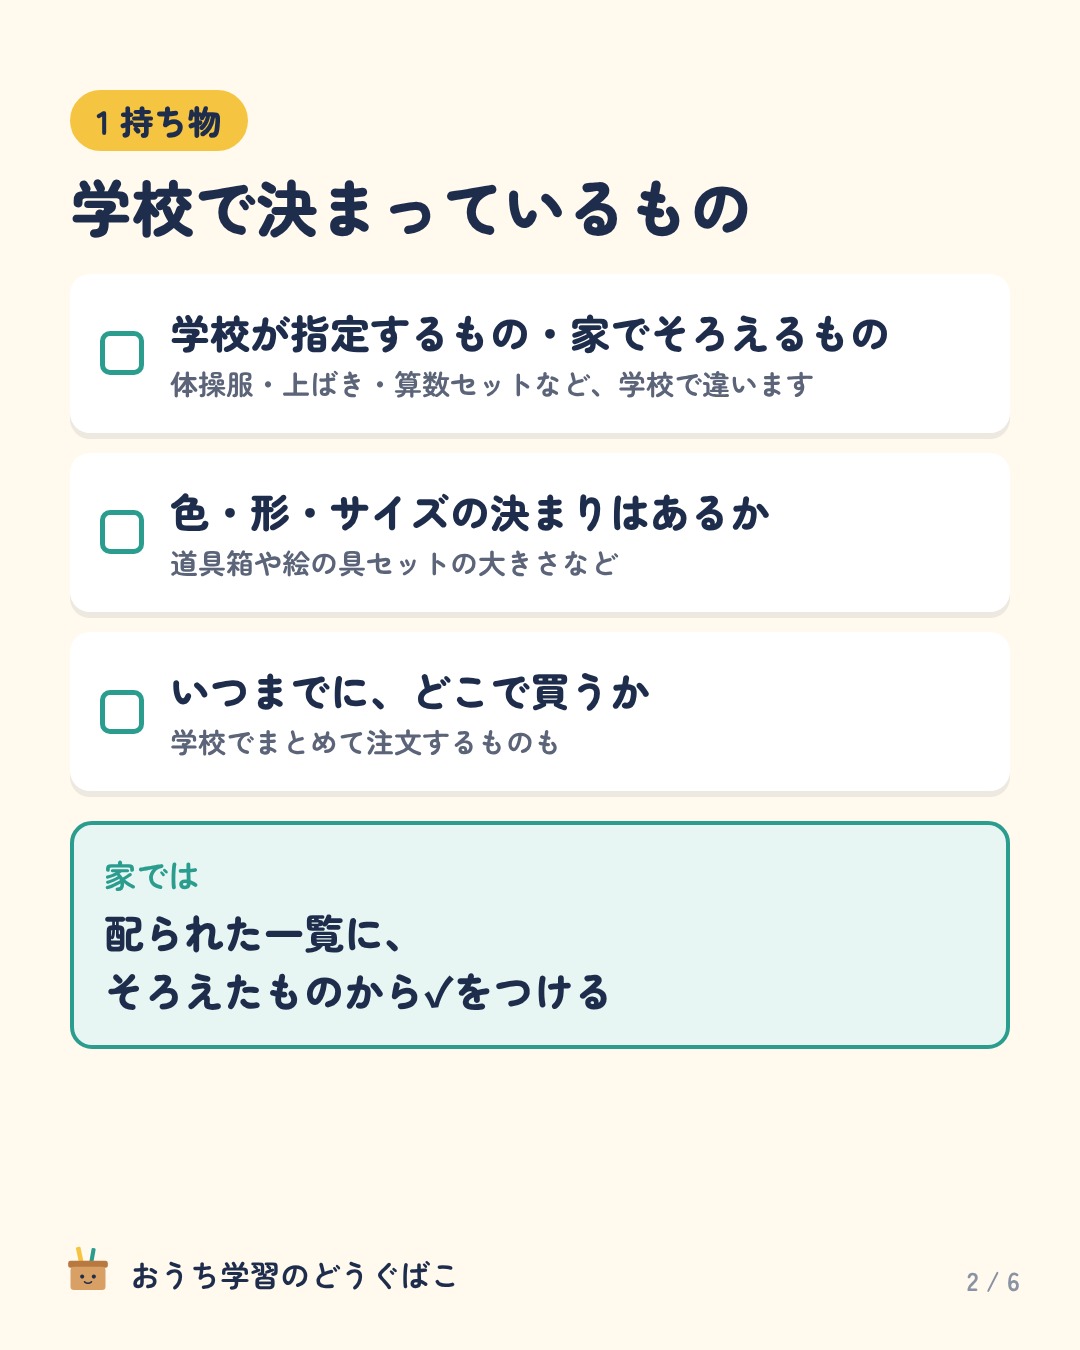 1 持ち物
学校で決まっているもの
学校が指定するもの・家でそろえるもの
体操服・上ばき・算数セットなど、学校で違います
色・形・サイズの決まりはあるか
道具箱や絵の具セットの大きさなど
いつまでに、どこで買うか
学校でまとめて注文するものも
家では
配られた一覧に、
そろえたものから✓をつける
おうち学習のどうぐばこ
2 / 6